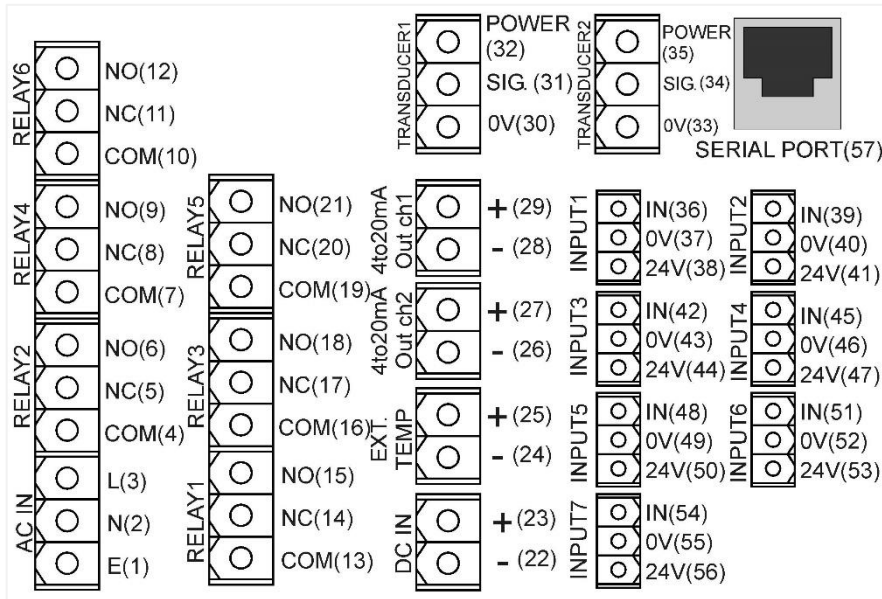 RELAY6
NO(12)
NC(11)
COM(10)
RELAY4
NO(9)
NC(8)
COM(7)
RELAY2
NO(6)
NC(5)
COM(4)
AC IN
L(3)
N(2)
E(1)
RELAY5
NO(21)
NC(20)
COM(19)
RELAY3
NO(18)
NC(17)
COM(16)
RELAY1
NO(15)
NC(14)
COM(13)
TRANSDUCER1
POWER
(32)
SIG. (31)
0V(30)
TRANSDUCER2
POWER
(35)
SIG.(34)
0V(33)
SERIAL PORT(57)
4to20mA
Out ch1
+ (29)
- (28)
4to20mA
Out ch2
+ (27)
- (26)
EXT.
TEMP
+ (25)
- (24)
DC IN
+ (23)
- (22)
INPUT1
IN(36)
0V(37)
24V(38)
INPUT2
IN(39)
0V(40)
24V(41)
INPUT3
IN(42)
0V(43)
24V(44)
INPUT4
IN(45)
0V(46)
24V(47)
INPUT5
IN(48)
0V(49)
24V(50)
INPUT6
IN(51)
0V(52)
24V(53)
INPUT7
IN(54)
0V(55)
24V(56)